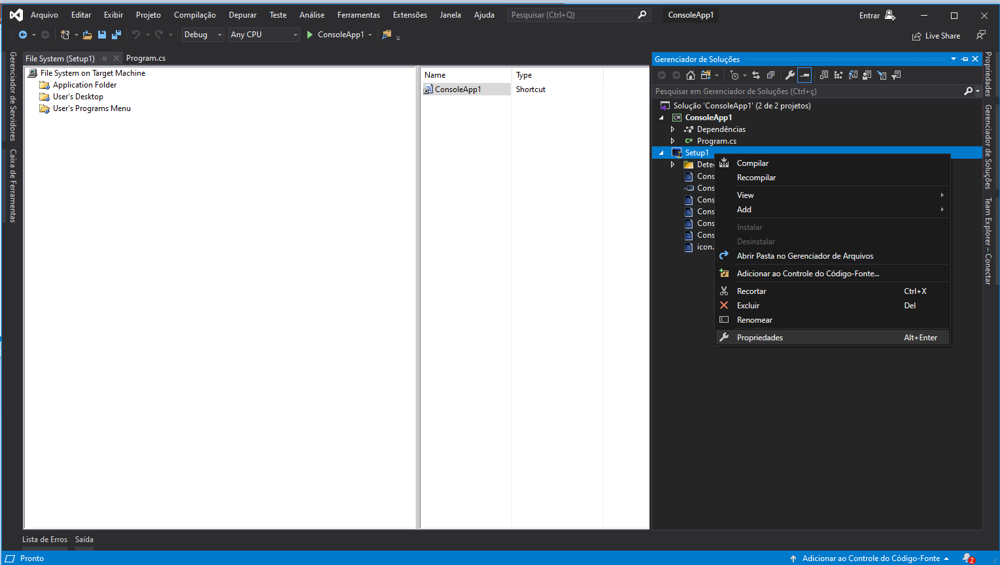 Arquivo Editar Exibir Projeto Compilação Depurar Teste Análise Ferramentas Extensões Janela Ajuda Pesquisar (Ctrl+Q) ConsoleApp1 Entrar
Debug Any CPU ConsoleApp1 Live Share
Gerenciador de Servidores
Caixa de Ferramentas
File System (Setup1) Program.cs
File System on Target Machine
Application Folder
User's Desktop
User's Programs Menu
Name Type
ConsoleApp1 Shortcut
Gerenciador de Soluções
Pesquisar em Gerenciador de Soluções (Ctrl+ç)
Solução 'ConsoleApp1' (2 de 2 projetos)
ConsoleApp1
Dependências
C# Program.cs
Setup1
Dete
Cons
Cons
Cons
Cons
Cons
Cons
icon.
Compilar
Recompilar
View
Add
Instalar
Desinstalar
Abrir Pasta no Gerenciador de Arquivos
Adicionar ao Controle do Código-Fonte...
Recortar Ctrl+X
Excluir Del
Renomear
Propriedades Alt+Enter
Propriedades
Gerenciador de Soluções
Team Explorer – Conectar
Lista de Erros Saída
Pronto Adicionar ao Controle do Código-Fonte 2